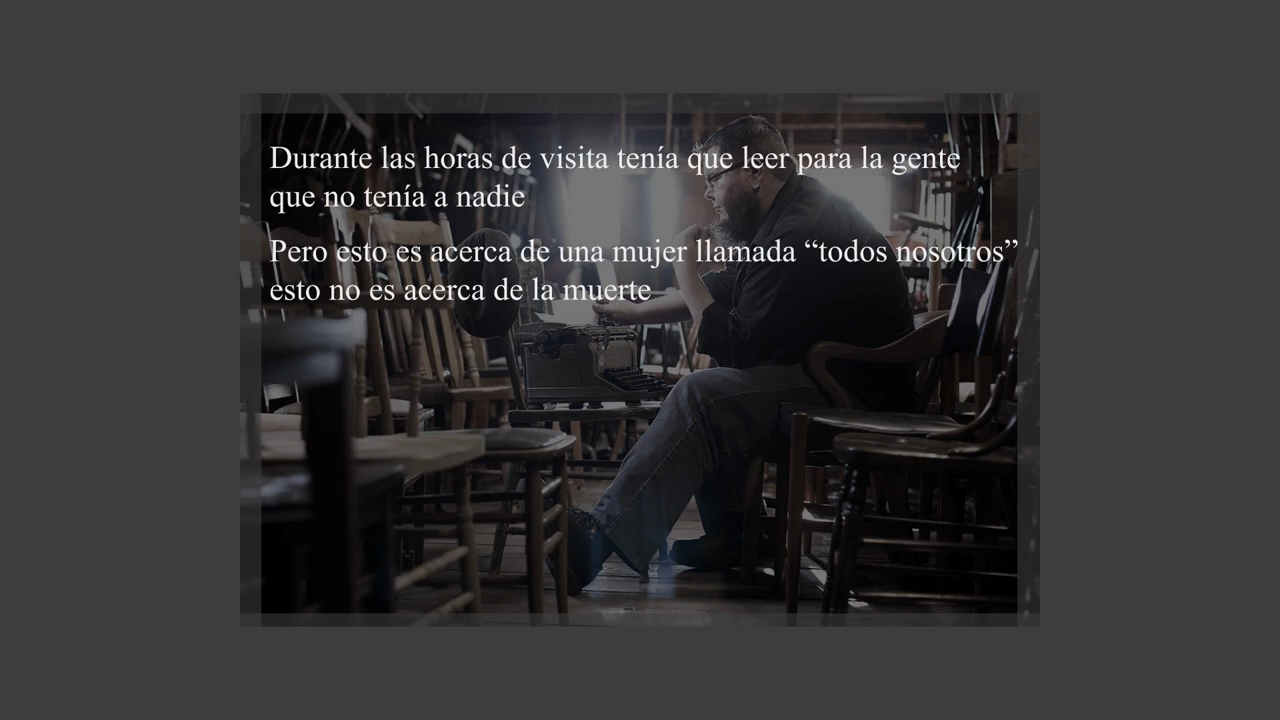 Durante las horas de visita tenía que leer para la gente
que no tenía a nadie
Pero esto es acerca de una mujer llamada “todos nosotros”
esto no es acerca de la muerte